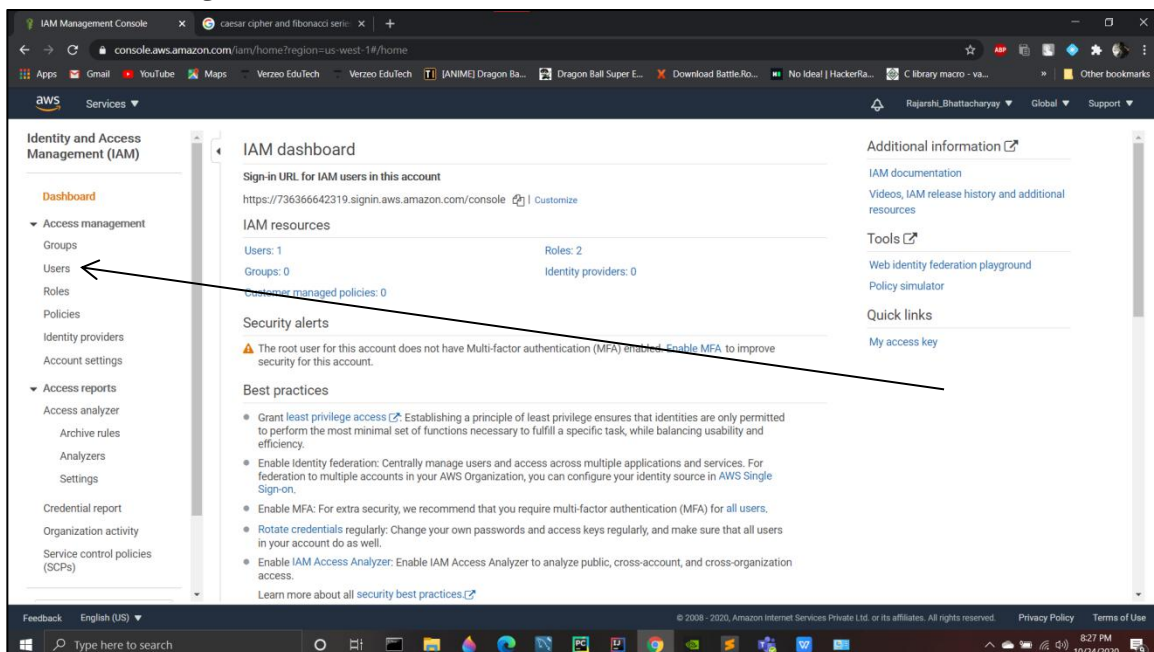 IAM Management Console
caesar cipher and fibonacci serie
console.aws.amazon.com/iam/home?region=us-west-1#/home
Apps Gmail YouTube Maps Verzeo EduTech Verzeo EduTech [ANIME] Dragon Ba... Dragon Ball Super E... Download Battle.Ro... No Idea! | HackerRa... C library macro - va... » Other bookmarks
aws Services Rajarshi_Bhattacharyay Global Support
Identity and Access
Management (IAM)
Dashboard
Access management
Groups
Users
Roles
Policies
Identity providers
Account settings
Access reports
Access analyzer
Archive rules
Analyzers
Settings
Credential report
Organization activity
Service control policies
(SCPs)
IAM dashboard
Sign-in URL for IAM users in this account
https://736366642319.signin.aws.amazon.com/console | Customize
IAM resources
Users: 1 Roles: 2
Groups: 0 Identity providers: 0
Customer managed policies: 0
Security alerts
The root user for this account does not have Multi-factor authentication (MFA) enabled. Enable MFA to improve
security for this account.
Best practices
Grant least privilege access : Establishing a principle of least privilege ensures that identities are only permitted
to perform the most minimal set of functions necessary to fulfill a specific task, while balancing usability and
efficiency.
Enable Identity federation: Centrally manage users and access across multiple applications and services. For
federation to multiple accounts in your AWS Organization, you can configure your identity source in AWS Single
Sign-on.
Enable MFA: For extra security, we recommend that you require multi-factor authentication (MFA) for all users.
Rotate credentials regularly: Change your own passwords and access keys regularly, and make sure that all users
in your account do as well.
Enable IAM Access Analyzer: Enable IAM Access Analyzer to analyze public, cross-account, and cross-organization
access.
Learn more about all security best practices.
Additional information
IAM documentation
Videos, IAM release history and additional
resources
Tools
Web identity federation playground
Policy simulator
Quick links
My access key
Feedback English (US) © 2008 - 2020, Amazon Internet Services Private Ltd. or its affiliates. All rights reserved. Privacy Policy Terms of Use
Type here to search
8:27 PM
10/24/2020